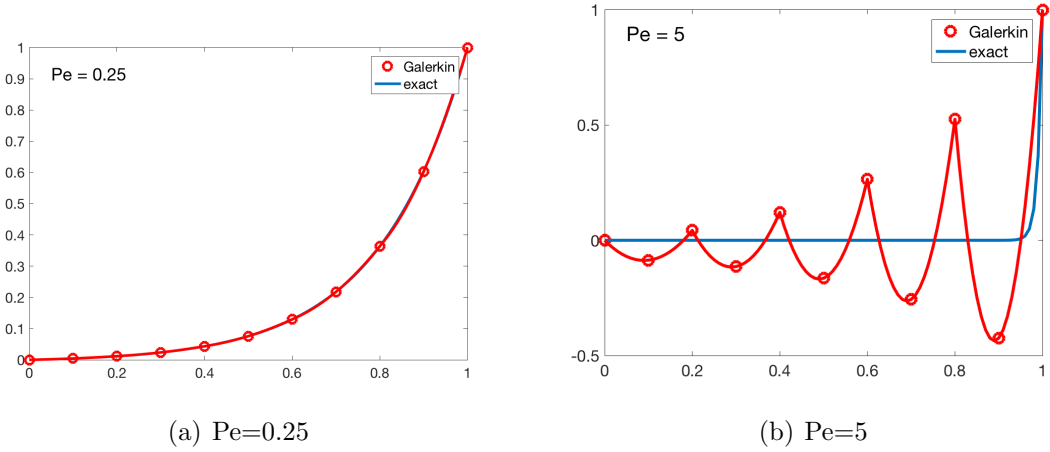 Pe = 0.25
Galerkin
exact
1
0.9
0.8
0.7
0.6
0.5
0.4
0.3
0.2
0.1
0
0 0.2 0.4 0.6 0.8 1
(a) Pe=0.25
Pe = 5
Galerkin
exact
1
0.5
0
-0.5
0 0.2 0.4 0.6 0.8 1
(b) Pe=5